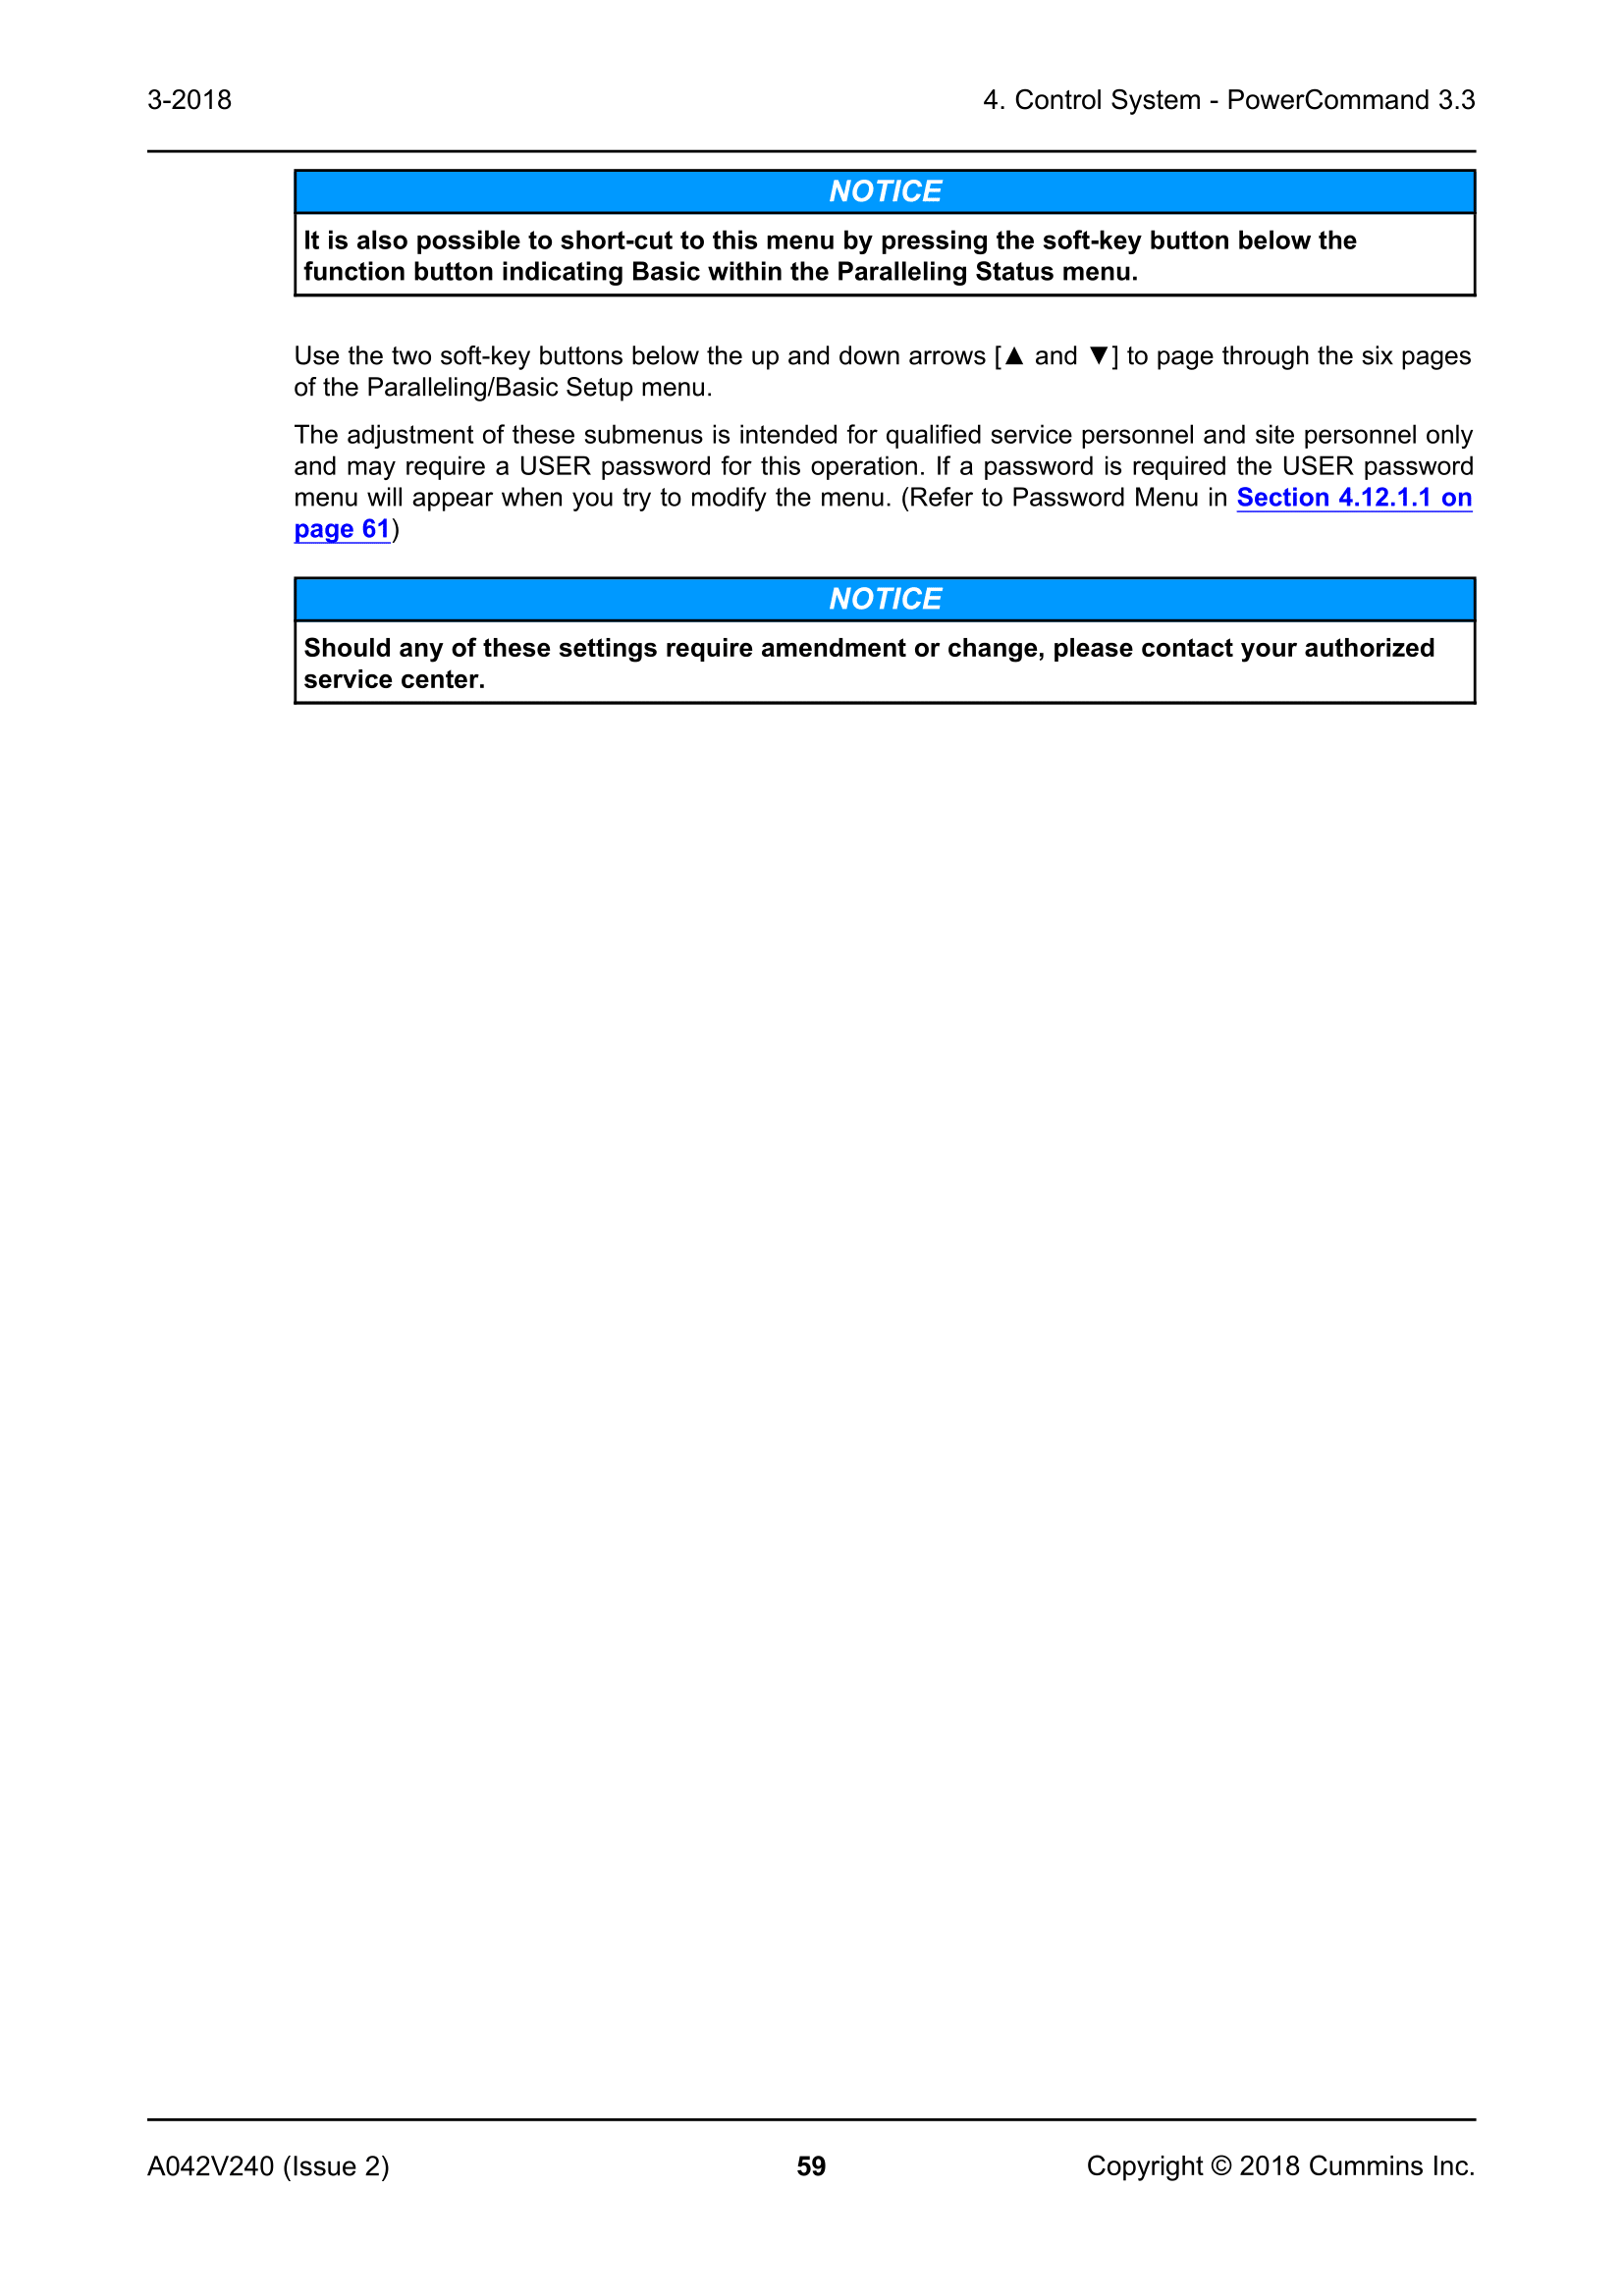 3-2018
4. Control System - PowerCommand 3.3
NOTICE
It is also possible to short-cut to this menu by pressing the soft-key button below the
function button indicating Basic within the Paralleling Status menu.
Use the two soft-key buttons below the up and down arrows [▲ and ▼] to page through the six pages
of the Paralleling/Basic Setup menu.
The adjustment of these submenus is intended for qualified service personnel and site personnel only
and may require a USER password for this operation. If a password is required the USER password
menu will appear when you try to modify the menu. (Refer to Password Menu in Section 4.12.1.1 on
page 61)
NOTICE
Should any of these settings require amendment or change, please contact your authorized
service center.
A042V240 (Issue 2)
59
Copyright © 2018 Cummins Inc.